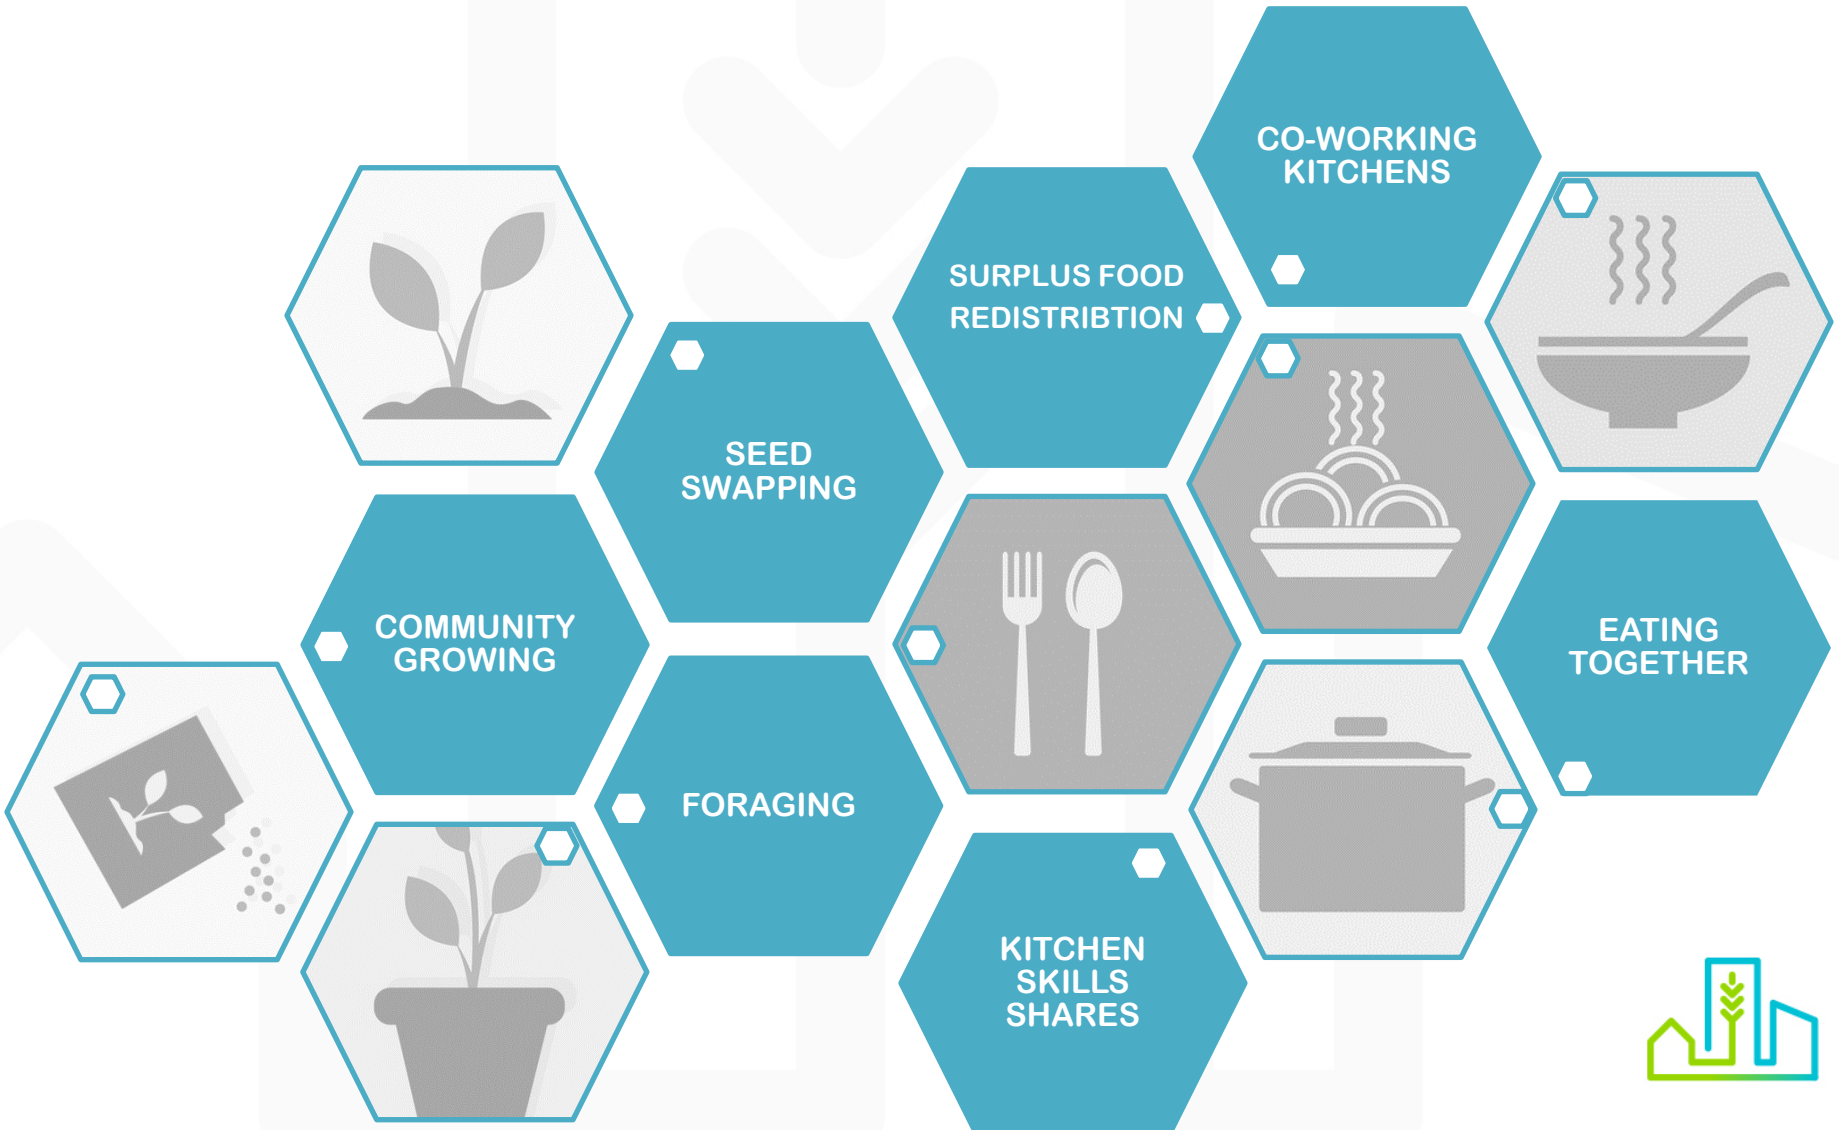 CO-WORKING
KITCHENS
SURPLUS FOOD
REDISTRIBTION
SEED
SWAPPING
COMMUNITY
GROWING
EATING
TOGETHER
FORAGING
KITCHEN
SKILLS
SHARES